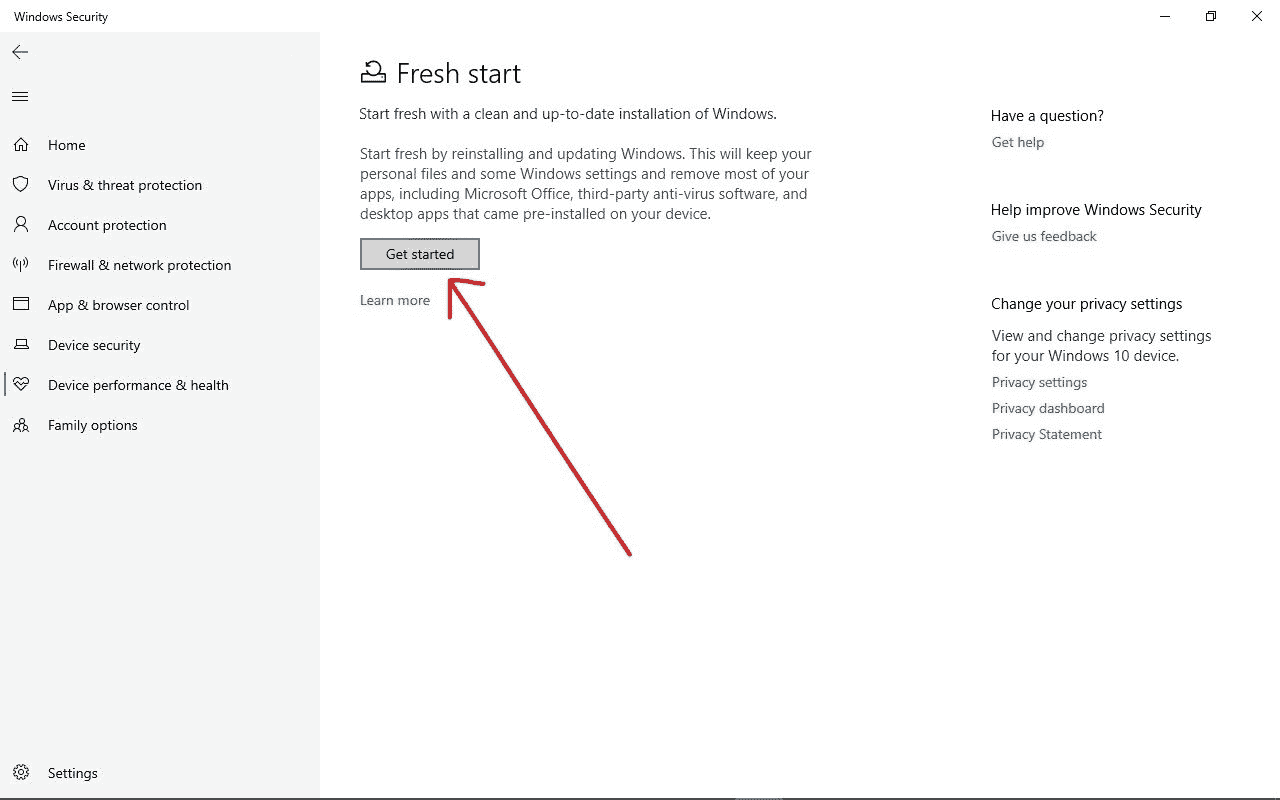 Windows Security
Home
Virus & threat protection
Account protection
Firewall & network protection
App & browser control
Device security
Device performance & health
Family options
Settings
Fresh start
Start fresh with a clean and up-to-date installation of Windows.
Start fresh by reinstalling and updating Windows. This will keep your
personal files and some Windows settings and remove most of your
apps, including Microsoft Office, third-party anti-virus software, and
desktop apps that came pre-installed on your device.
Get started
Learn more
Have a question?
Get help
Help improve Windows Security
Give us feedback
Change your privacy settings
View and change privacy settings
for your Windows 10 device.
Privacy settings
Privacy dashboard
Privacy Statement